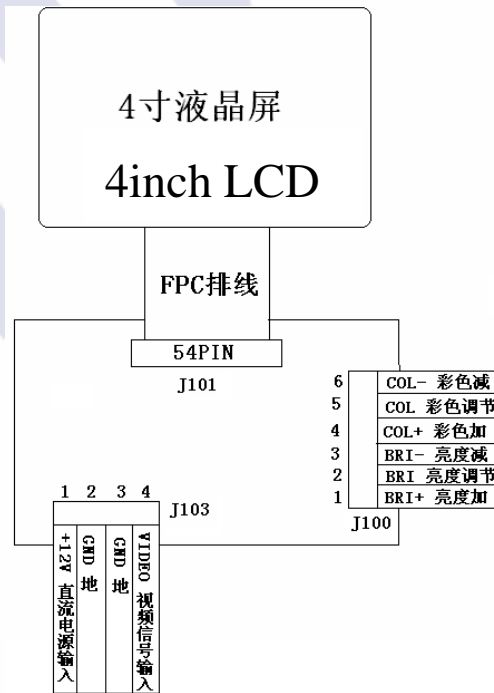 4寸液晶屏
4inch LCD
FPC排线
54PIN
J101
6 COL- 彩色减
5 COL 彩色调节
4 COL+ 彩色加
3 BRI- 亮度减
2 BRI 亮度调节
1 BRI+ 亮度加
J100
1 2 3 4
J103
+12V 直流电源输入
GND 地
GND 地
VIDEO 视频信号输入